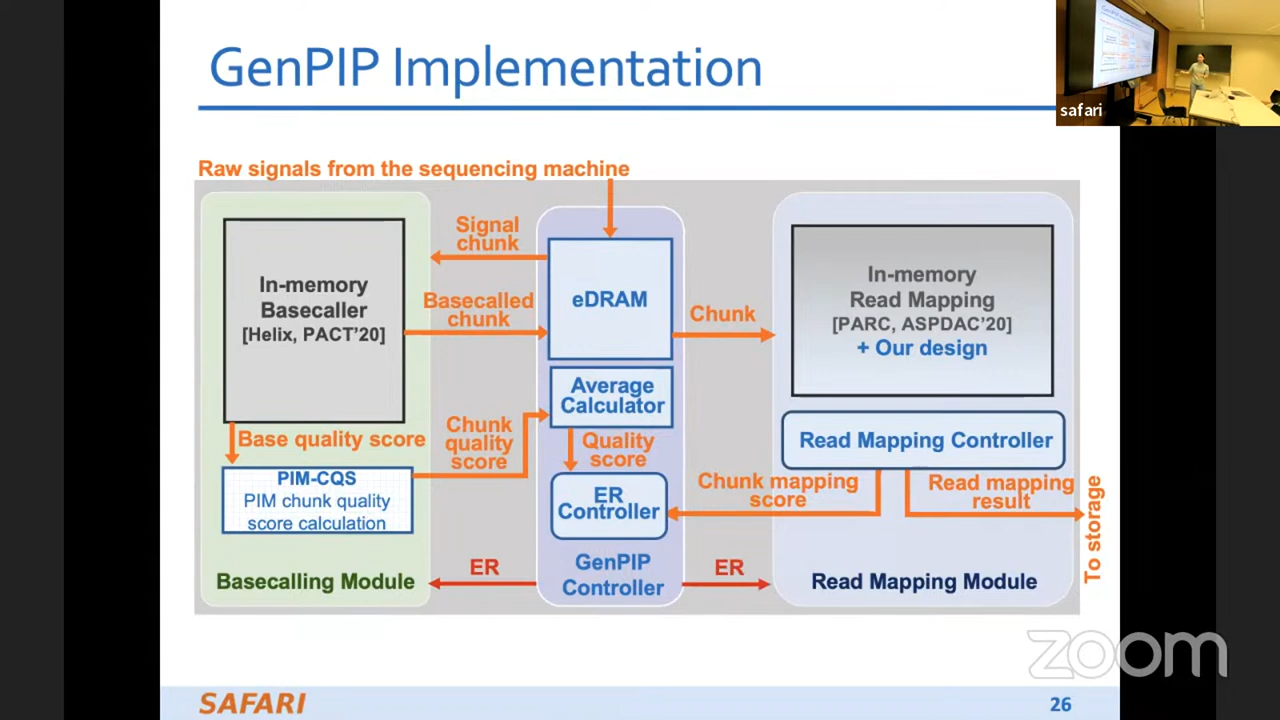 GenPIP Implementation
safari
Raw signals from the sequencing machine
Signal
chunk
In-memory
Basecaller
[Helix, PACT'20]
Basecalled
chunk
eDRAM
Chunk
In-memory
Read Mapping
[PARC, ASPDAC'20]
+ Our design
Average
Calculator
Base quality score
Chunk
quality
score
Quality
score
Read Mapping Controller
PIM-CQS
PIM chunk quality
score calculation
ER
Controller
Chunk mapping
score
Read mapping
result
To storage
Basecalling Module
ER
GenPIP
Controller
ER
Read Mapping Module
zoom
SAFARI
26